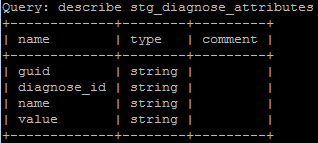 Query: describe stg_diagnose_attributes
+-------------+--------+---------+
| name        | type   | comment |
+-------------+--------+---------+
| guid        | string |         |
| diagnose_id | string |         |
| name        | string |         |
| value       | string |         |
+-------------+--------+---------+